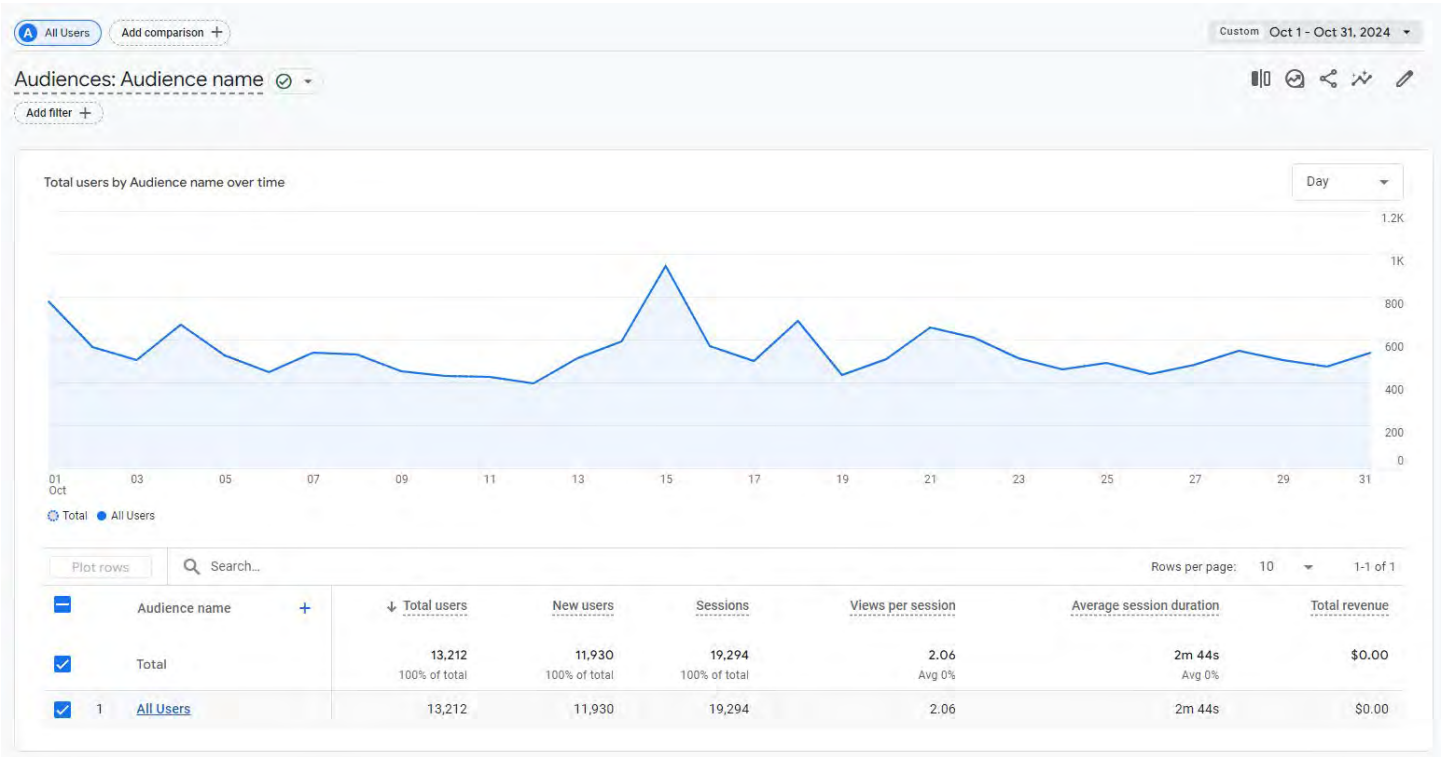 A All Users Add comparison + Custom Oct 1 - Oct 31, 2024
Audiences: Audience name
Add filter +
Total users by Audience name over time Day
1.2K
1K
800
600
400
200
0
01 03 05 07 09 11 13 15 17 19 21 23 25 27 29 31
Oct
Total All Users
Plot rows Search... Rows per page: 10 1-1 of 1
Audience name + ↓ Total users New users Sessions Views per session Average session duration Total revenue
Total 13,212 11,930 19,294 2.06 2m 44s $0.00
100% of total 100% of total 100% of total Avg 0% Avg 0%
1 All Users 13,212 11,930 19,294 2.06 2m 44s $0.00